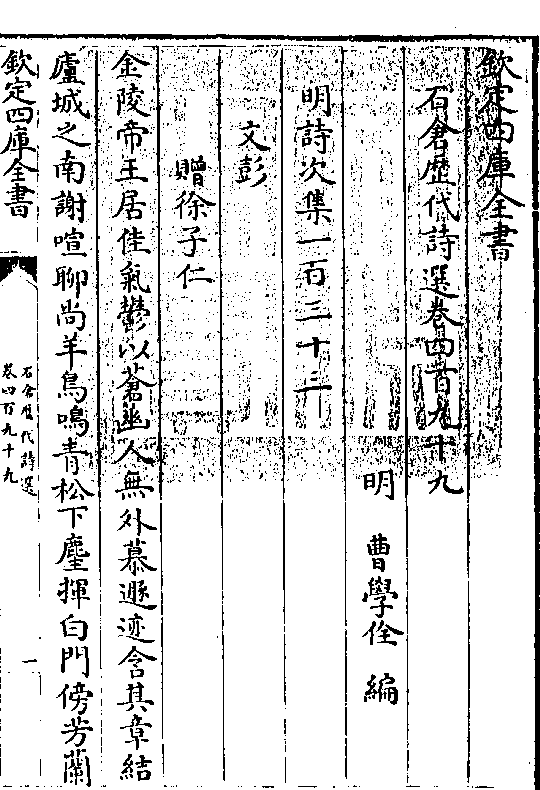 欽定四庫全書
石倉歴代詩選卷四百九十九
明　曹學佺　編
明詩次集一百三十三
文彭
贈徐子仁
金陵帝王居佳氣鬱以蒼幽人無外慕遯迹含其章結
廬城之南謝喧聊尚羊鳥鳴青松下麈揮白門傍芳蘭
欽定四庫全書
石倉歴代詩選
卷四百九十九
一